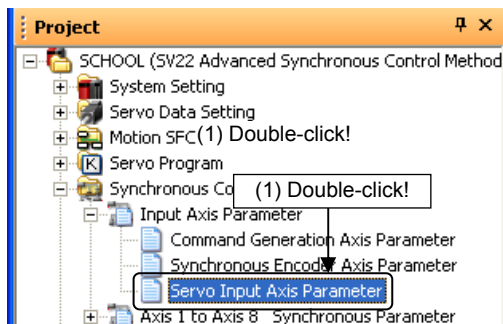 Project
SCHOOL (SV22 Advanced Synchronous Control Method
System Setting
Servo Data Setting
Motion SFC (1) Double-click!
K Servo Program
Synchronous Co
(1) Double-click!
Input Axis Parameter
Command Generation Axis Parameter
Synchronous Encoder Axis Parameter
Servo Input Axis Parameter
Axis 1 to Axis 8 Synchronous Parameter